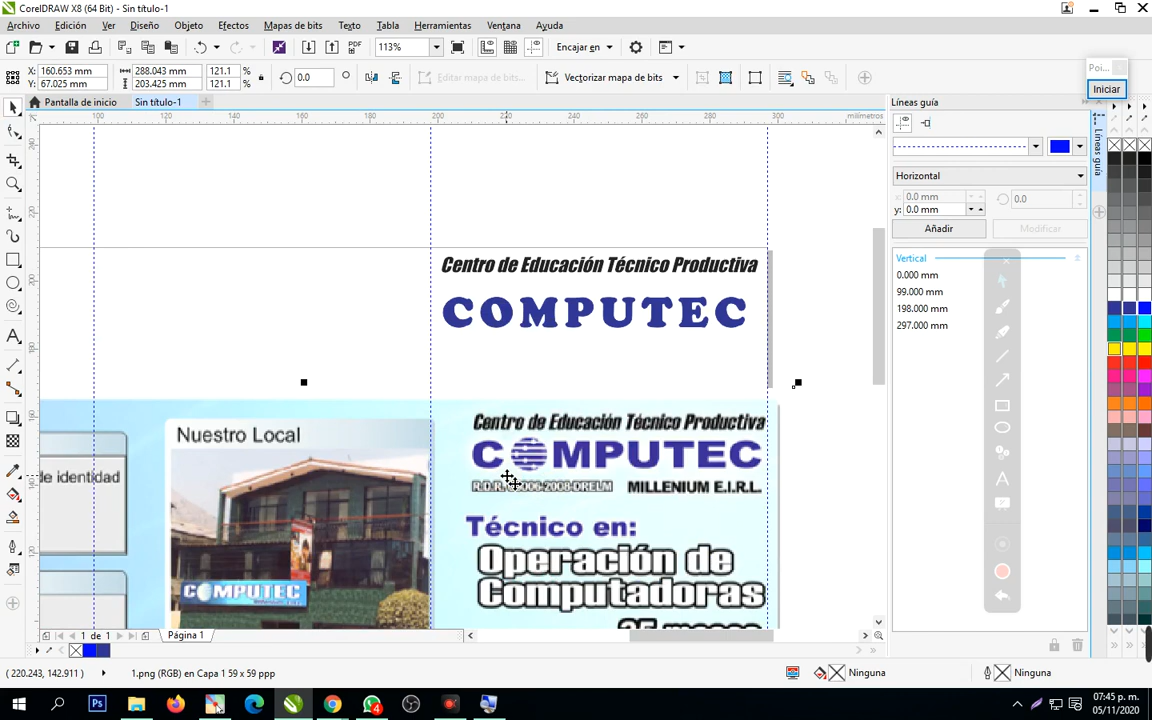 CorelDRAW X8 (64 Bit) - Sin título-1
Archivo Edición Ver Diseño Objeto Efectos Mapas de bits Texto Tabla Herramientas Ventana Ayuda
113% PDF Encajar en
X: 160.653 mm 288.043 mm 121.1 % 0.0 Editar mapa de bits... Vectorizar mapa de bits
Y: 67.025 mm 203.425 mm 121.1 %
Poi...
Iniciar
Pantalla de inicio Sin título-1
Líneas guía
100 120 140 160 180 200 220 240 260 280 300 milímetros
Líneas guía
Horizontal
x: 0.0 mm 0.0
y: 0.0 mm
Añadir Modificar
Vertical
0.000 mm
99.000 mm
198.000 mm
297.000 mm
Centro de Educación Técnico Productiva
COMPUTEC
Nuestro Local
de identidad
COMPUTEC
Centro de Educación Técnico Productiva
COMPUTEC
MILLENIUM E.I.R.L.
Técnico en:
Operación de
Computadoras
1 de 1 Página 1
( 220.243, 142.911 ) 1.png (RGB) en Capa 1 59 x 59 ppp Ninguna Ninguna
07:45 p. m.
05/11/2020